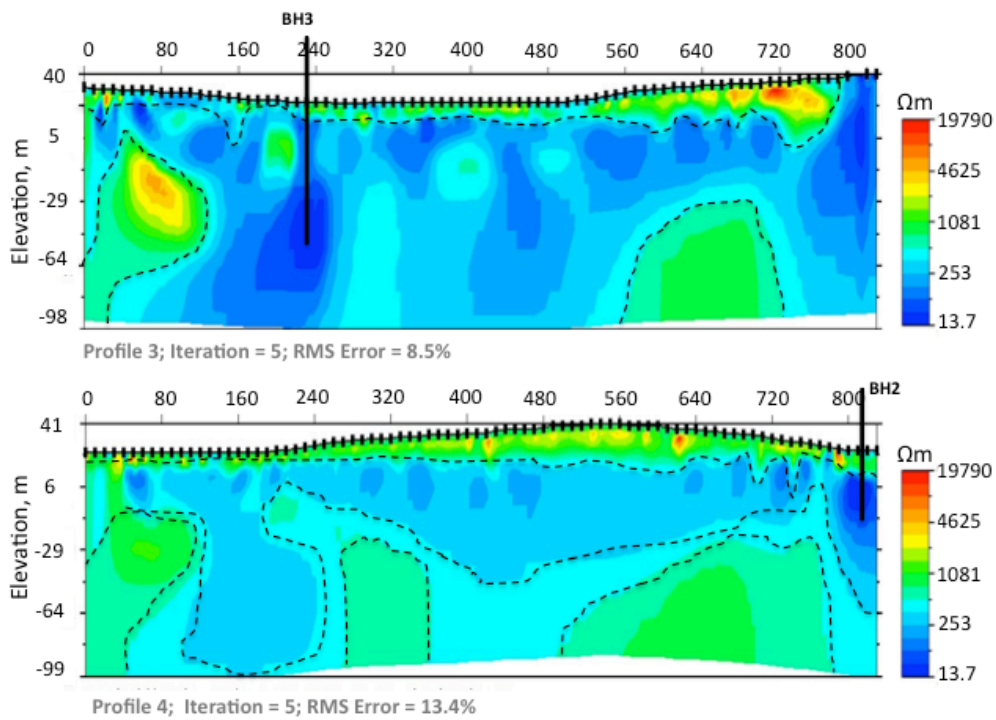 BH3
0 80 160 240 320 400 480 560 640 720 800
40
5
-29
-64
-98
Elevation, m
Ωm
19790
4625
1081
253
13.7
Profile 3; Iteration = 5; RMS Error = 8.5%
BH2
0 80 160 240 320 400 480 560 640 720 800
41
6
-29
-64
-99
Elevation, m
Ωm
19790
4625
1081
253
13.7
Profile 4; Iteration = 5; RMS Error = 13.4%